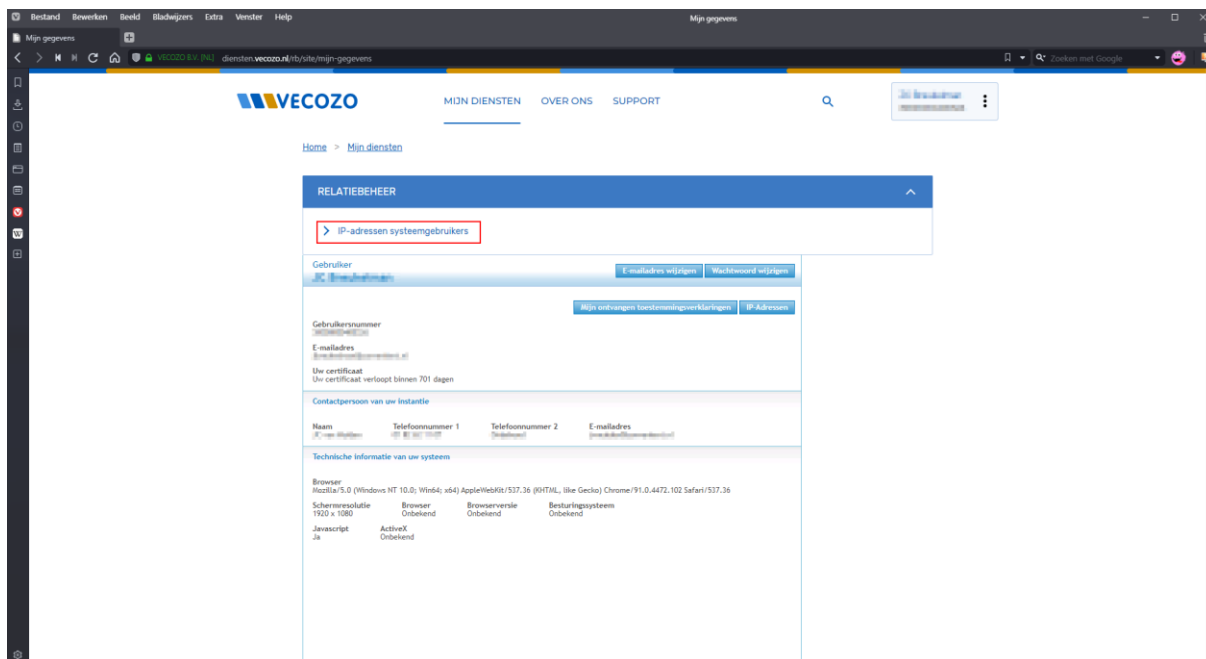 Bestand Bewerken Beeld Bladwijzers Extra Venster Help
Mijn gegevens
Mijn gegevens
VECOZO B.V. [NL] diensten.vecozo.nl/rb/site/mijn-gegevens
Zoeken met Google
VECOZO
MIJN DIENSTEN OVER ONS SUPPORT
Home > Mijn diensten
RELATIEBEHEER
IP-adressen systeemgebruikers
Gebruiker
E-mailadres wijzigen Wachtwoord wijzigen
Mijn ontvangen toestemmingsverklaringen IP-Adressen
Gebruikersnummer
E-mailadres
Uw certificaat
Uw certificaat verloopt binnen 701 dagen
Contactpersoon van uw instantie
Naam Telefoonnummer 1 Telefoonnummer 2 E-mailadres
Technische informatie van uw systeem
Browser
Mozilla/5.0 (Windows NT 10.0; Win64; x64) AppleWebKit/537.36 (KHTML, like Gecko) Chrome/91.0.4472.102 Safari/537.36
Schermresolutie Browser Browserversie Besturingssysteem
1920 x 1080 Onbekend Onbekend Onbekend
Javascript ActiveX
Ja Onbekend